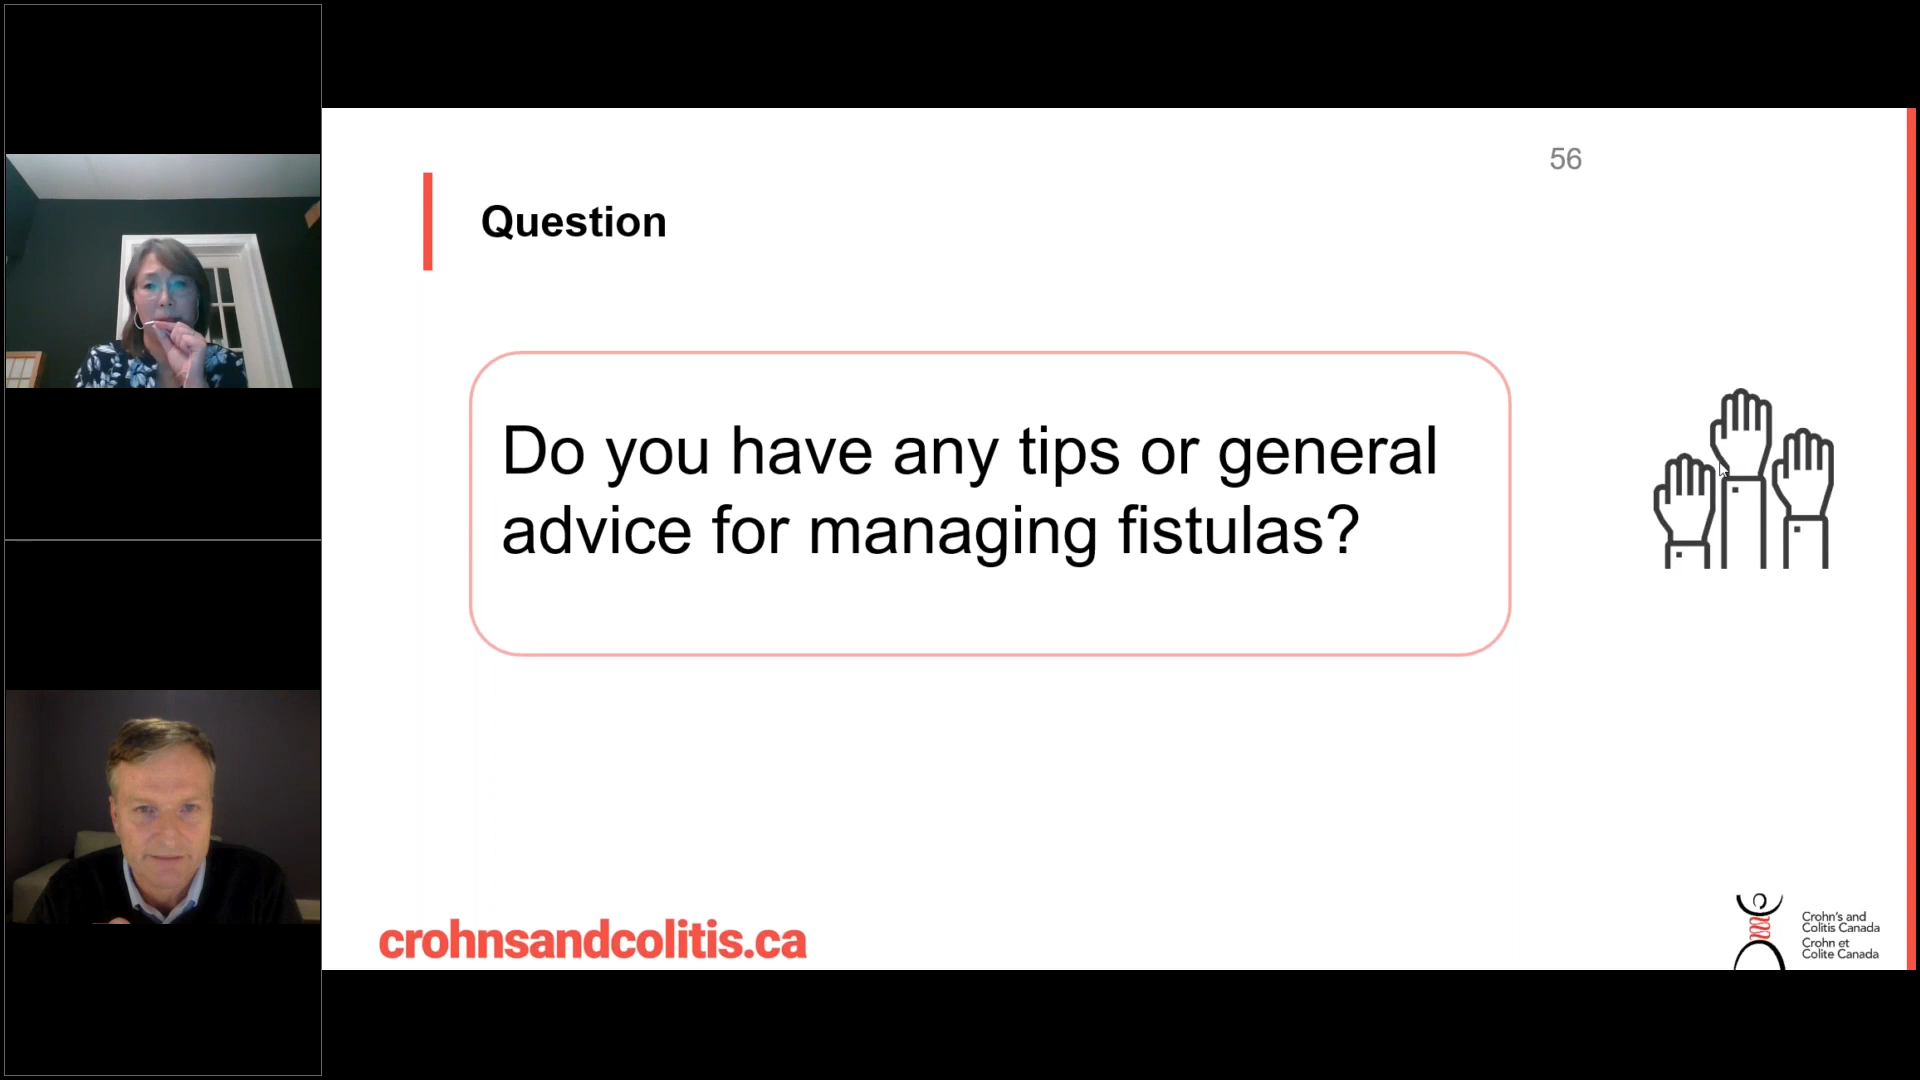 56
Question
Do you have any tips or general
advice for managing fistulas?
crohnsandcolitis.ca
Crohn's and
Colitis Canada
Crohn et
Colite Canada